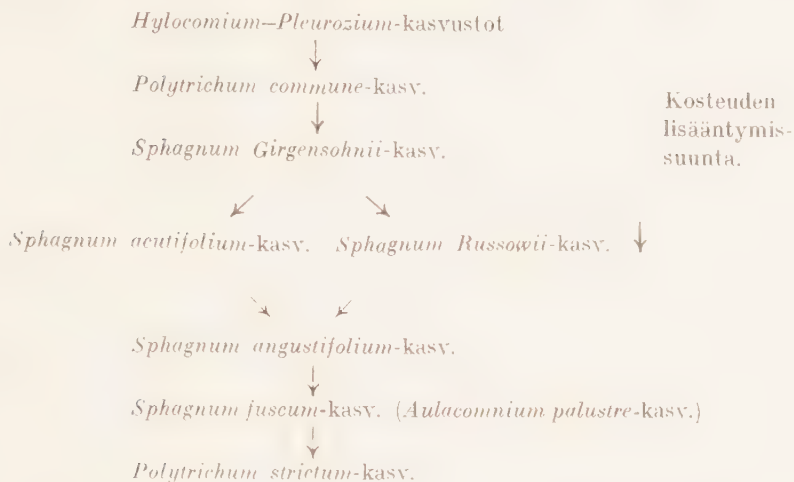 Hylocomium–Pleurozium-kasvustot
↓
Polytrichum commune-kasv.
↓
Sphagnum Girgensohnii-kasv.
Kosteuden
lisääntymis-
suunta.
↙ ↘
Sphagnum acutifolium-kasv. Sphagnum Russowii-kasv. ↓
↘ ↙
Sphagnum angustifolium-kasv.
↓
Sphagnum fuscum-kasv. (Aulacomnium palustre-kasv.)
↓
Polytrichum strictum-kasv.